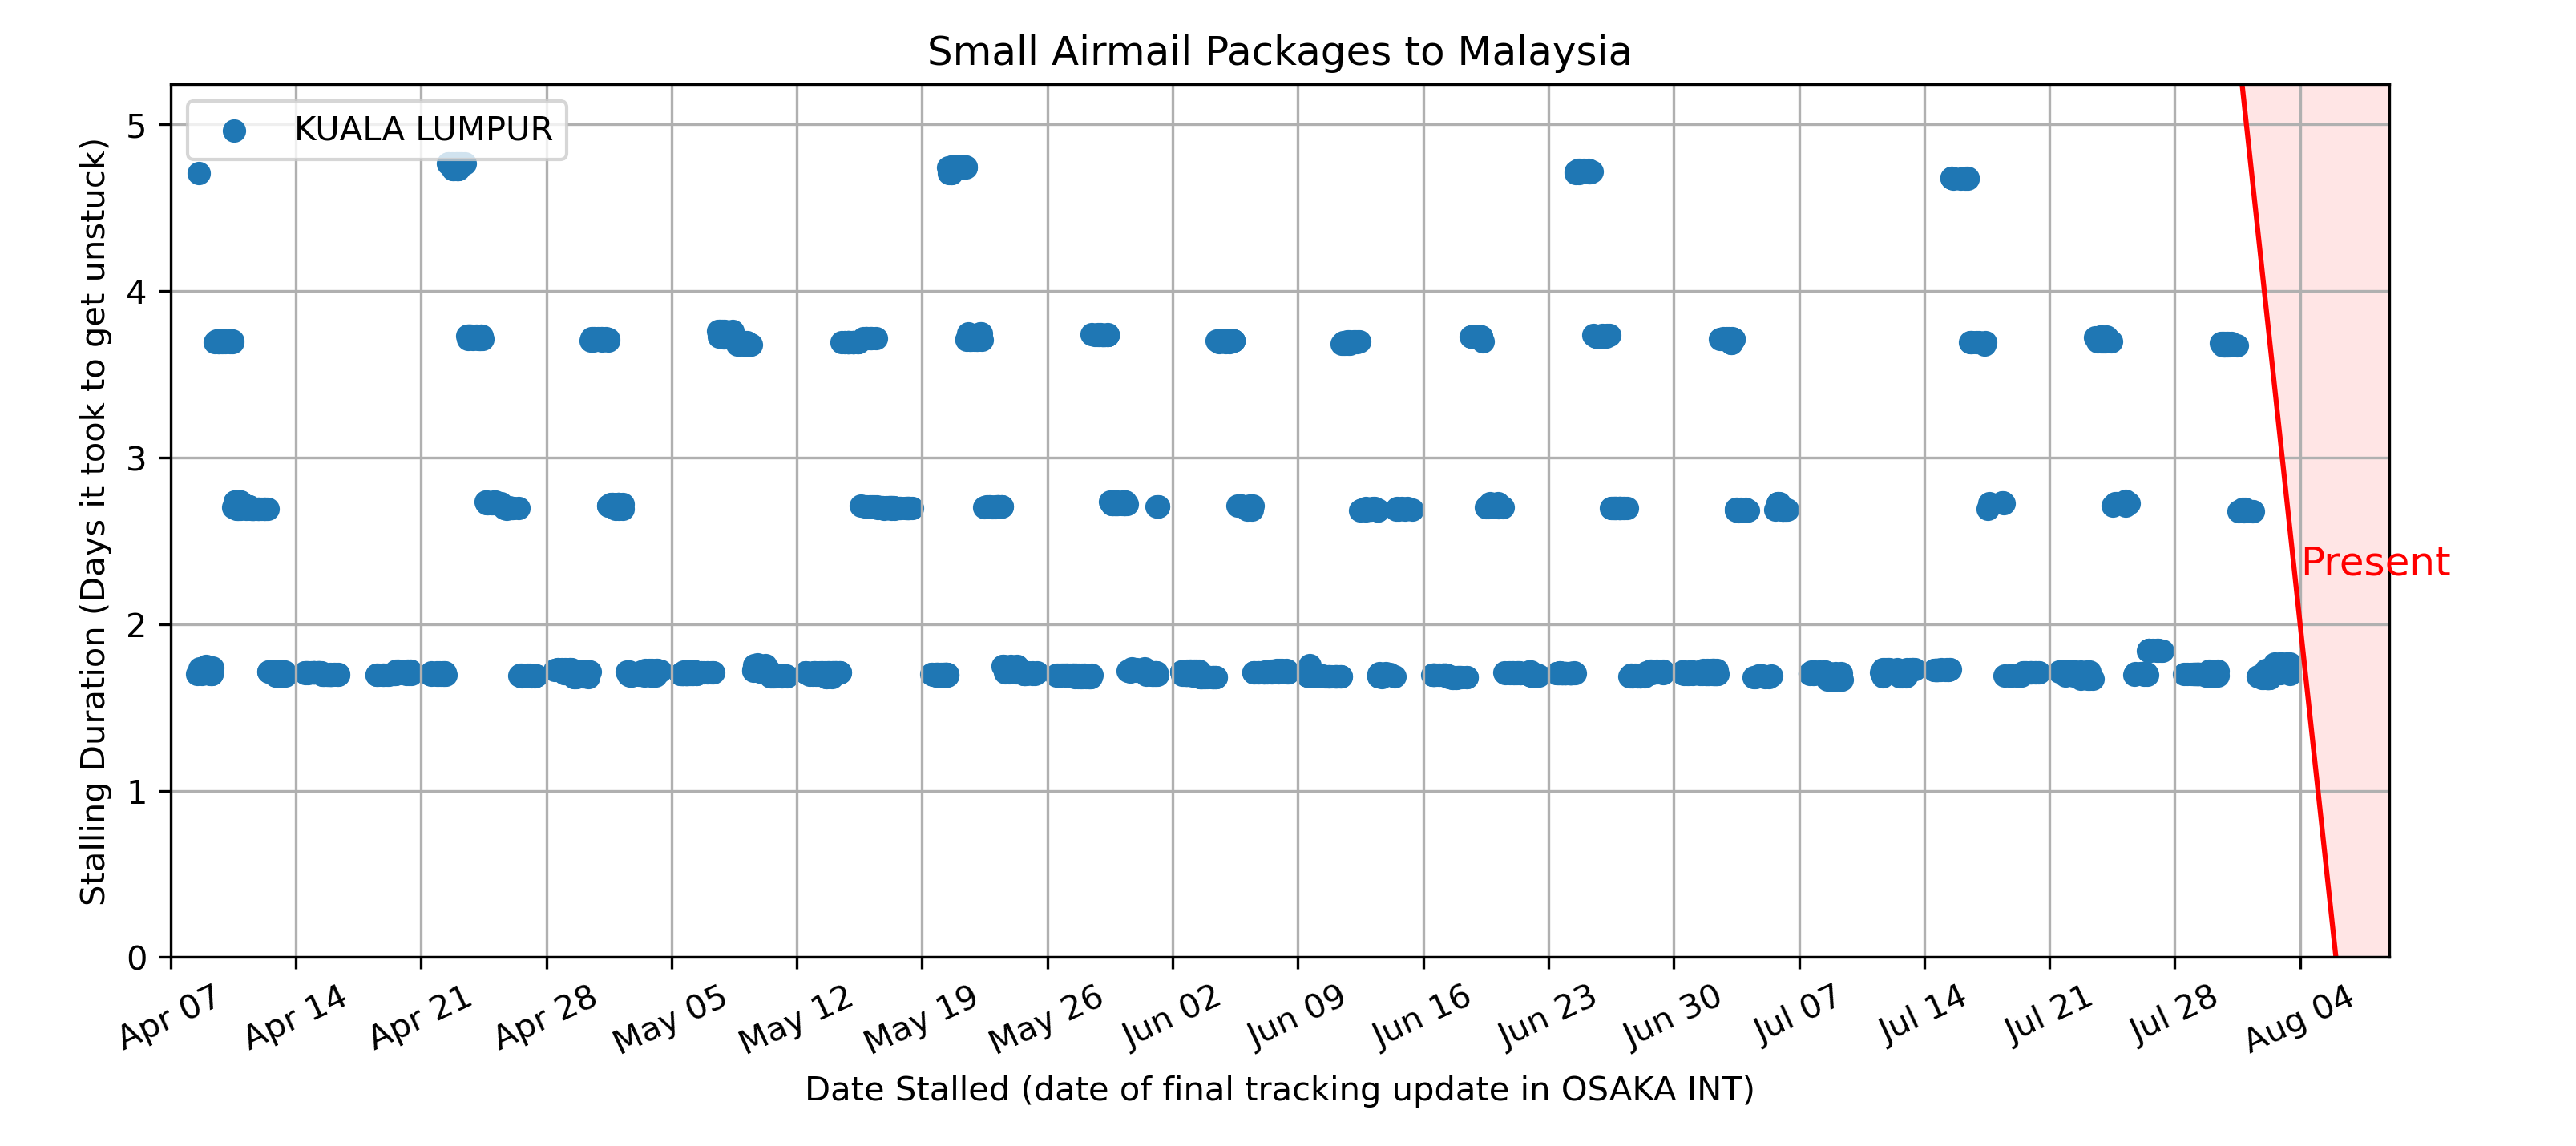 Small Airmail Packages to Malaysia
KUALA LUMPUR
5
4
3
2
1
0
Stalling Duration (Days it took to get unstuck)
Present
Apr 07
Apr 14
Apr 21
Apr 28
May 05
May 12
May 19
May 26
Jun 02
Jun 09
Jun 16
Jun 23
Jun 30
Jul 07
Jul 14
Jul 21
Jul 28
Aug 04
Date Stalled (date of final tracking update in OSAKA INT)